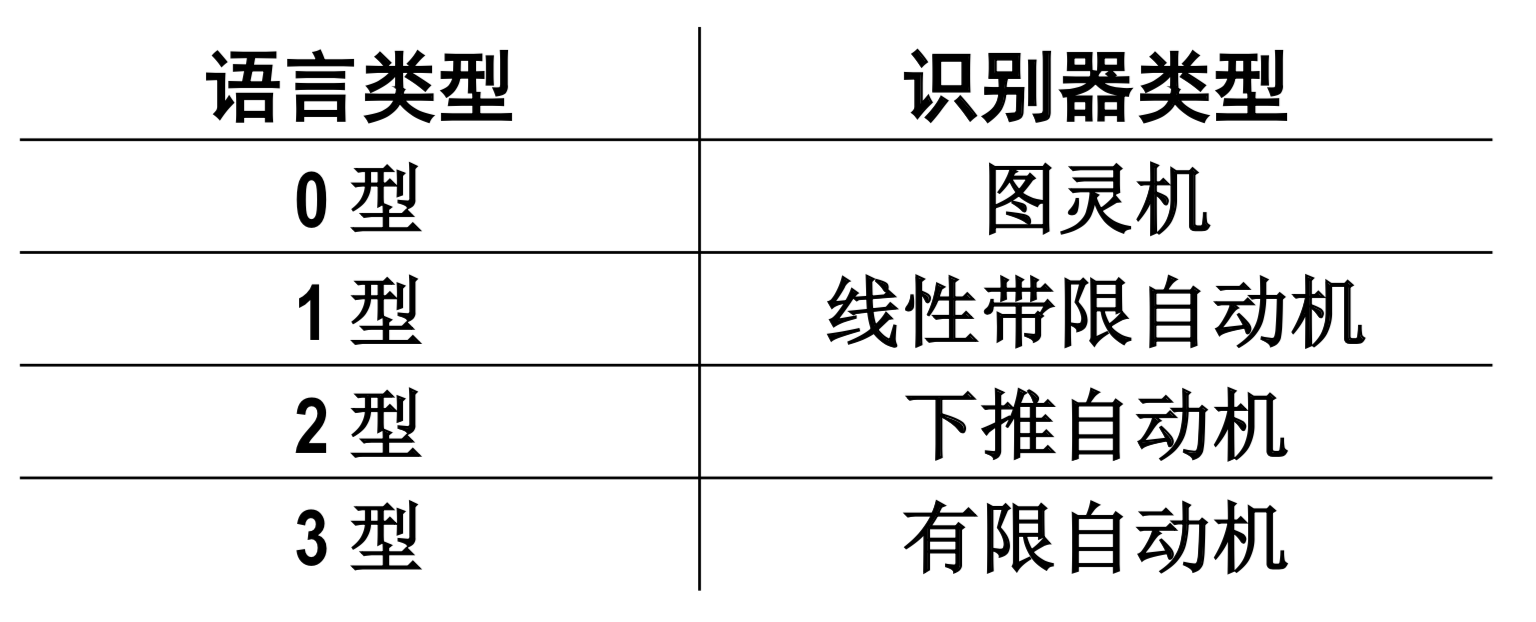 语言类型 识别器类型
0 型 图灵机
1 型 线性带限自动机
2 型 下推自动机
3 型 有限自动机